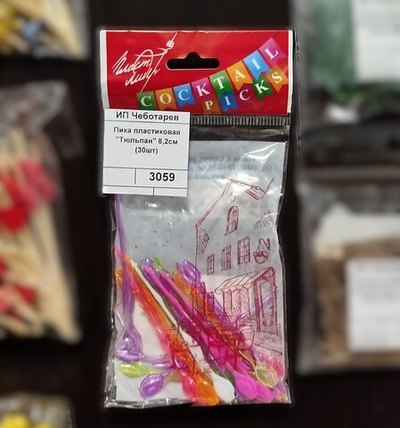 COCKTAIL
PICKS
ИП Чеботарев
Пика пластиковая
"Тюльпан" 8,2см
(30шт)
3059